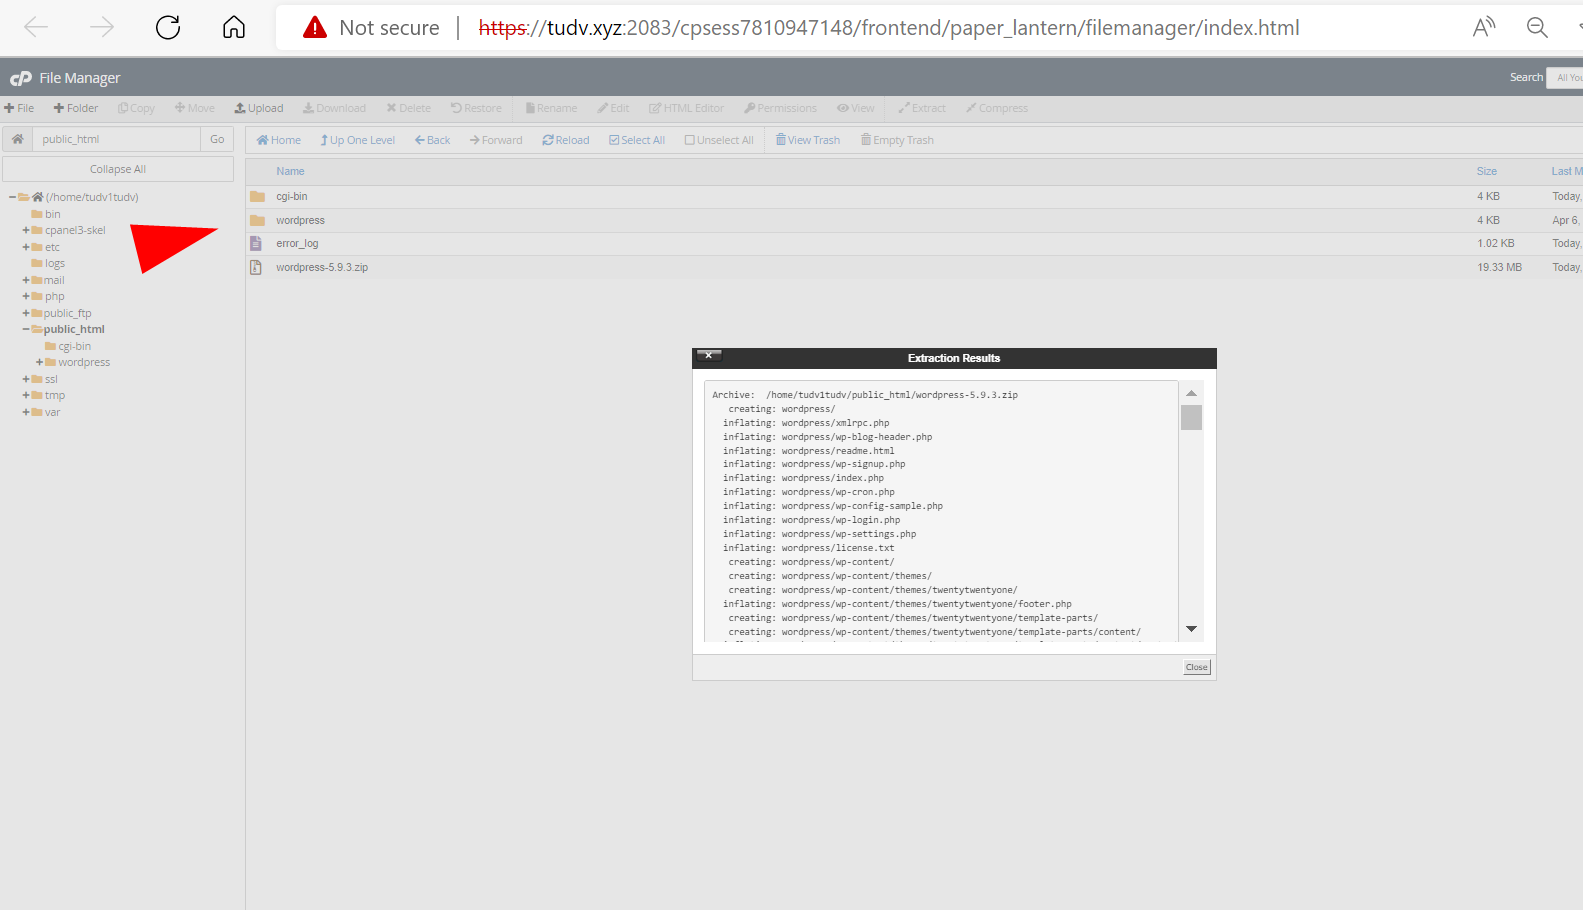 Not secure | https://tudv.xyz:2083/cpsess7810947148/frontend/paper_lantern/filemanager/index.html
cP File Manager
Search All You
File Folder Copy Move Upload Download Delete Restore Rename Edit HTML Editor Permissions View Extract Compress
public_html Go
Home Up One Level Back Forward Reload Select All Unselect All View Trash Empty Trash
Collapse All
(/home/tudv1tudv)
bin
cpanel3-skel
etc
logs
mail
php
public_ftp
public_html
cgi-bin
wordpress
ssl
tmp
var
Name Size Last M
cgi-bin 4 KB Today,
wordpress 4 KB Apr 6,
error_log 1.02 KB Today,
wordpress-5.9.3.zip 19.33 MB Today,
Extraction Results
Archive:  /home/tudv1tudv/public_html/wordpress-5.9.3.zip
creating: wordpress/
inflating: wordpress/xmlrpc.php
inflating: wordpress/wp-blog-header.php
inflating: wordpress/readme.html
inflating: wordpress/wp-signup.php
inflating: wordpress/index.php
inflating: wordpress/wp-cron.php
inflating: wordpress/wp-config-sample.php
inflating: wordpress/wp-login.php
inflating: wordpress/wp-settings.php
inflating: wordpress/license.txt
creating: wordpress/wp-content/
creating: wordpress/wp-content/themes/
creating: wordpress/wp-content/themes/twentytwentyone/
inflating: wordpress/wp-content/themes/twentytwentyone/footer.php
creating: wordpress/wp-content/themes/twentytwentyone/template-parts/
creating: wordpress/wp-content/themes/twentytwentyone/template-parts/content/
Close